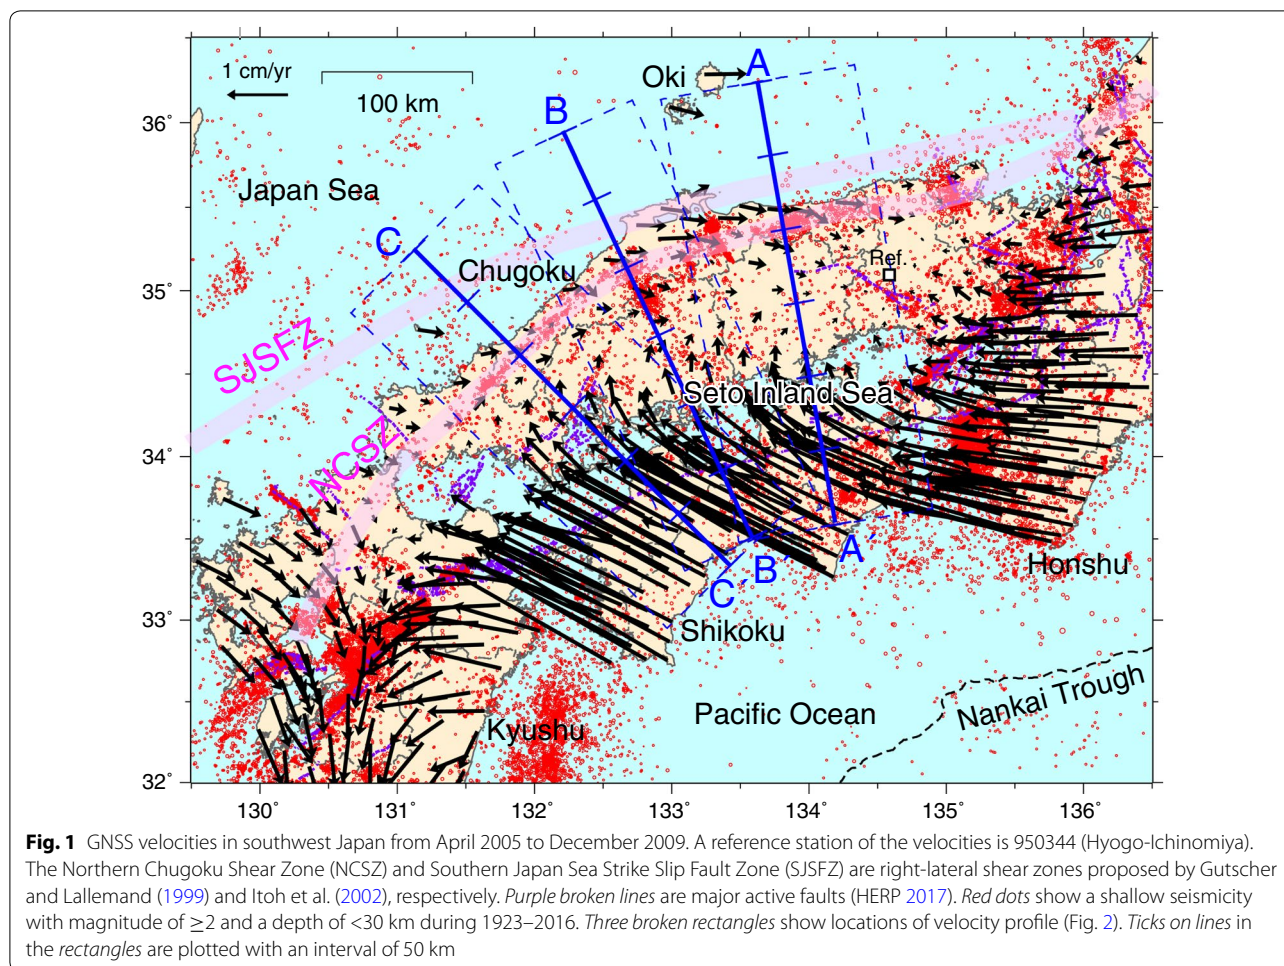 1 cm/yr
100 km
Oki
A
B
36˚
Japan Sea
C
Chugoku
Ref.
35˚
SJSFZ
Seto Inland Sea
NCSZ
34˚
A´
B´
C´
Honshu
33˚
Shikoku
Pacific Ocean
Nankai Trough
Kyushu
32˚
130˚ 131˚ 132˚ 133˚ 134˚ 135˚ 136˚
Fig. 1 GNSS velocities in southwest Japan from April 2005 to December 2009. A reference station of the velocities is 950344 (Hyogo-Ichinomiya).
The Northern Chugoku Shear Zone (NCSZ) and Southern Japan Sea Strike Slip Fault Zone (SJSFZ) are right-lateral shear zones proposed by Gutscher
and Lallemand (1999) and Itoh et al. (2002), respectively. Purple broken lines are major active faults (HERP 2017). Red dots show a shallow seismicity
with magnitude of ≥2 and a depth of <30 km during 1923–2016. Three broken rectangles show locations of velocity profile (Fig. 2). Ticks on lines in
the rectangles are plotted with an interval of 50 km